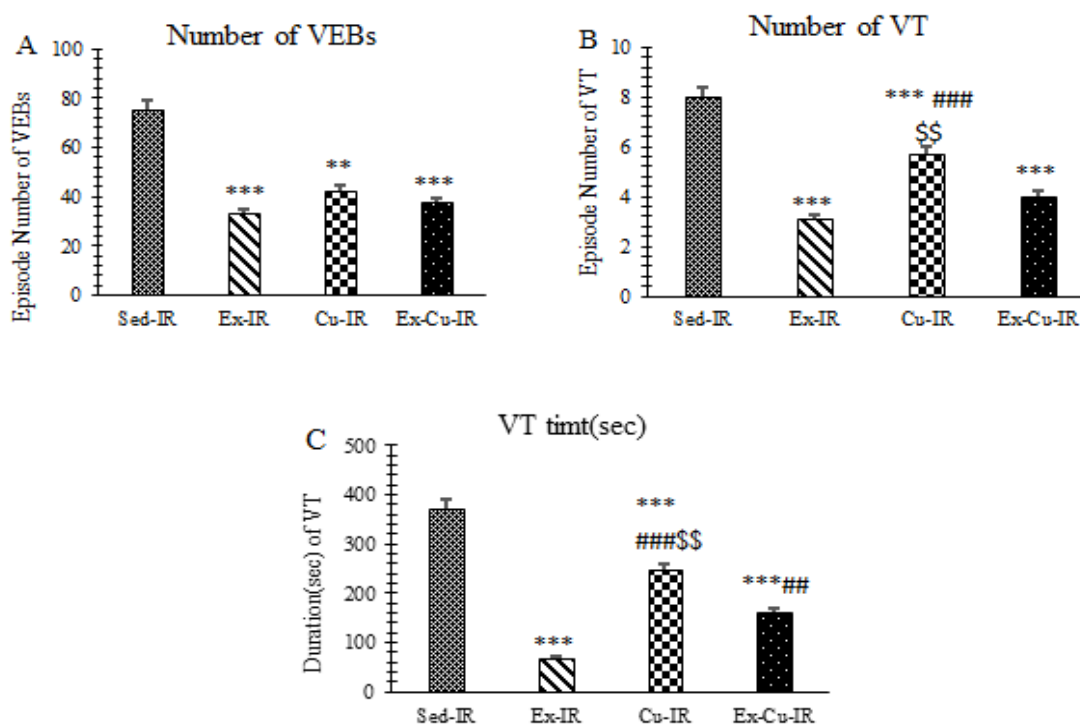 A
Number of VEBs
Episode Number of VEBs
100
80
60
40
20
0
***
**
***
Sed-IR Ex-IR Cu-IR Ex-Cu-IR
B
Number of VT
Episode Number of VT
10
8
6
4
2
0
***
*** ###
$$
***
Sed-IR Ex-IR Cu-IR Ex-Cu-IR
C
VT timt(sec)
Duration(sec) of VT
500
400
300
200
100
0
***
***
###$$
***##
Sed-IR Ex-IR Cu-IR Ex-Cu-IR